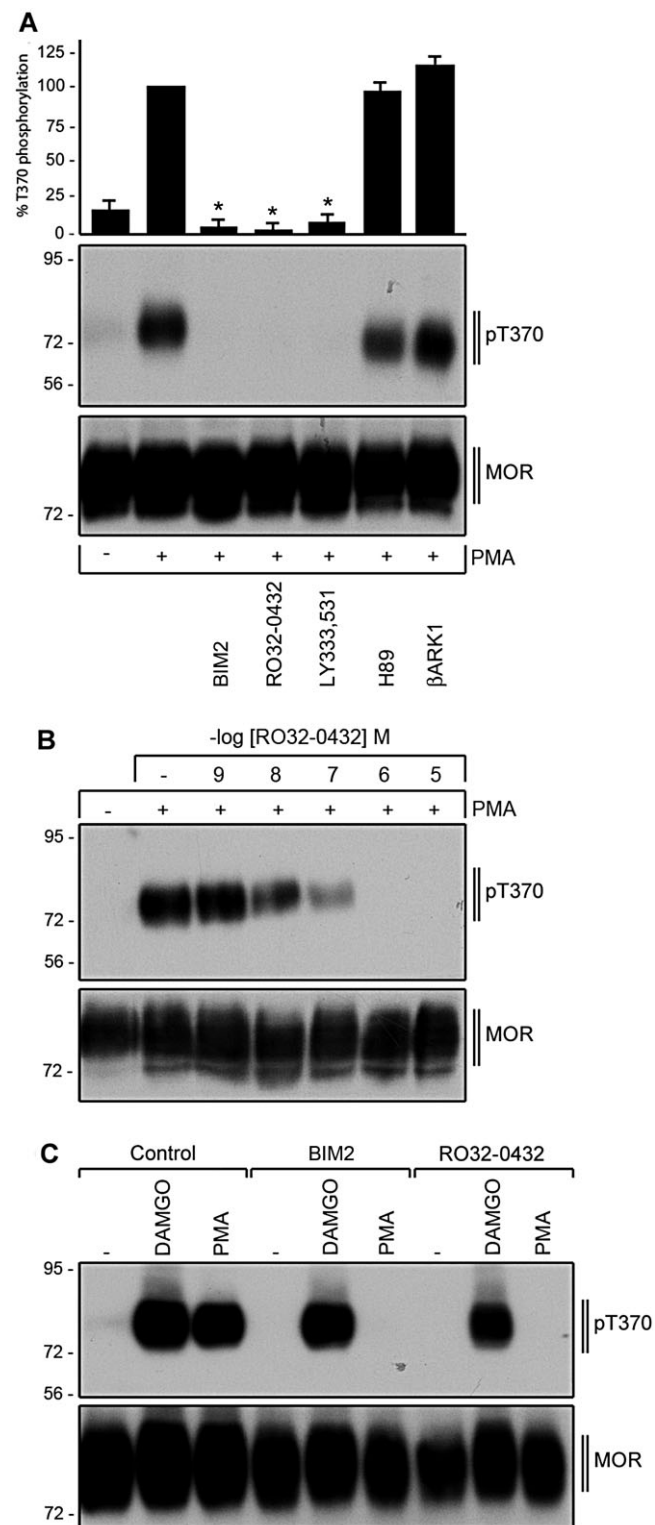 A
% T370 phosphorylation
125 -
100 -
75 -
50 -
25 -
0 -
* * *
95 -
72 -
56 -
pT370
72 -
MOR
- + + + + + + PMA
BIM2 RO32-0432 LY333,531 H89 βARK1
B
-log [RO32-0432] M
- 9 8 7 6 5
- + + + + + + PMA
95 -
72 -
56 -
pT370
72 -
MOR
C
Control BIM2 RO32-0432
- DAMGO PMA - DAMGO PMA - DAMGO PMA
95 -
72 -
56 -
pT370
72 -
MOR